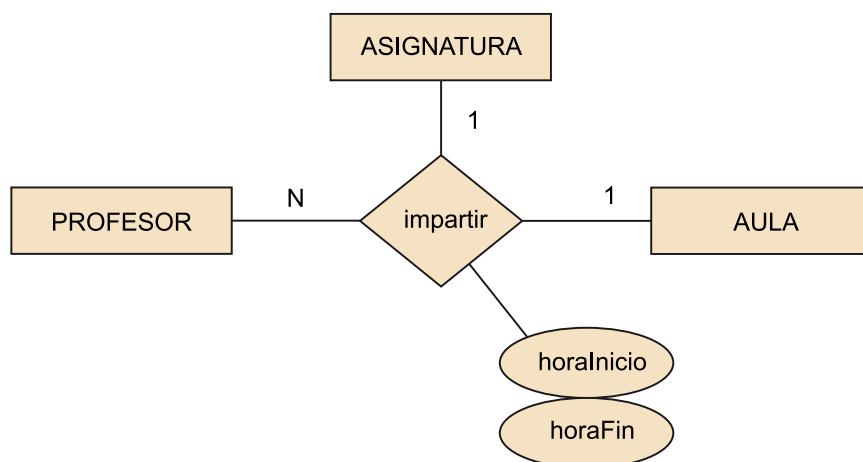 ASIGNATURA
1
PROFESOR
N
impartir
1
AULA
horaInicio
horaFin